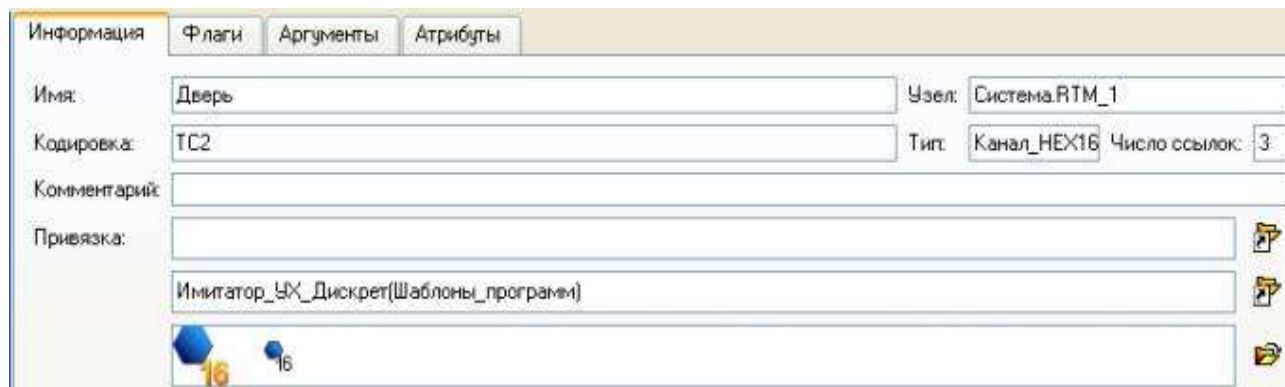 Информация Флаги Аргументы Атрибуты
Имя: Дверь Узел: Система.RTM_1
Кодировка: TC2 Тип: Канал_HEX16 Число ссылок: 3
Комментарий:
Привязка:
Имитатор_УХ_Дискрет(Шаблоны_программ)
16 16